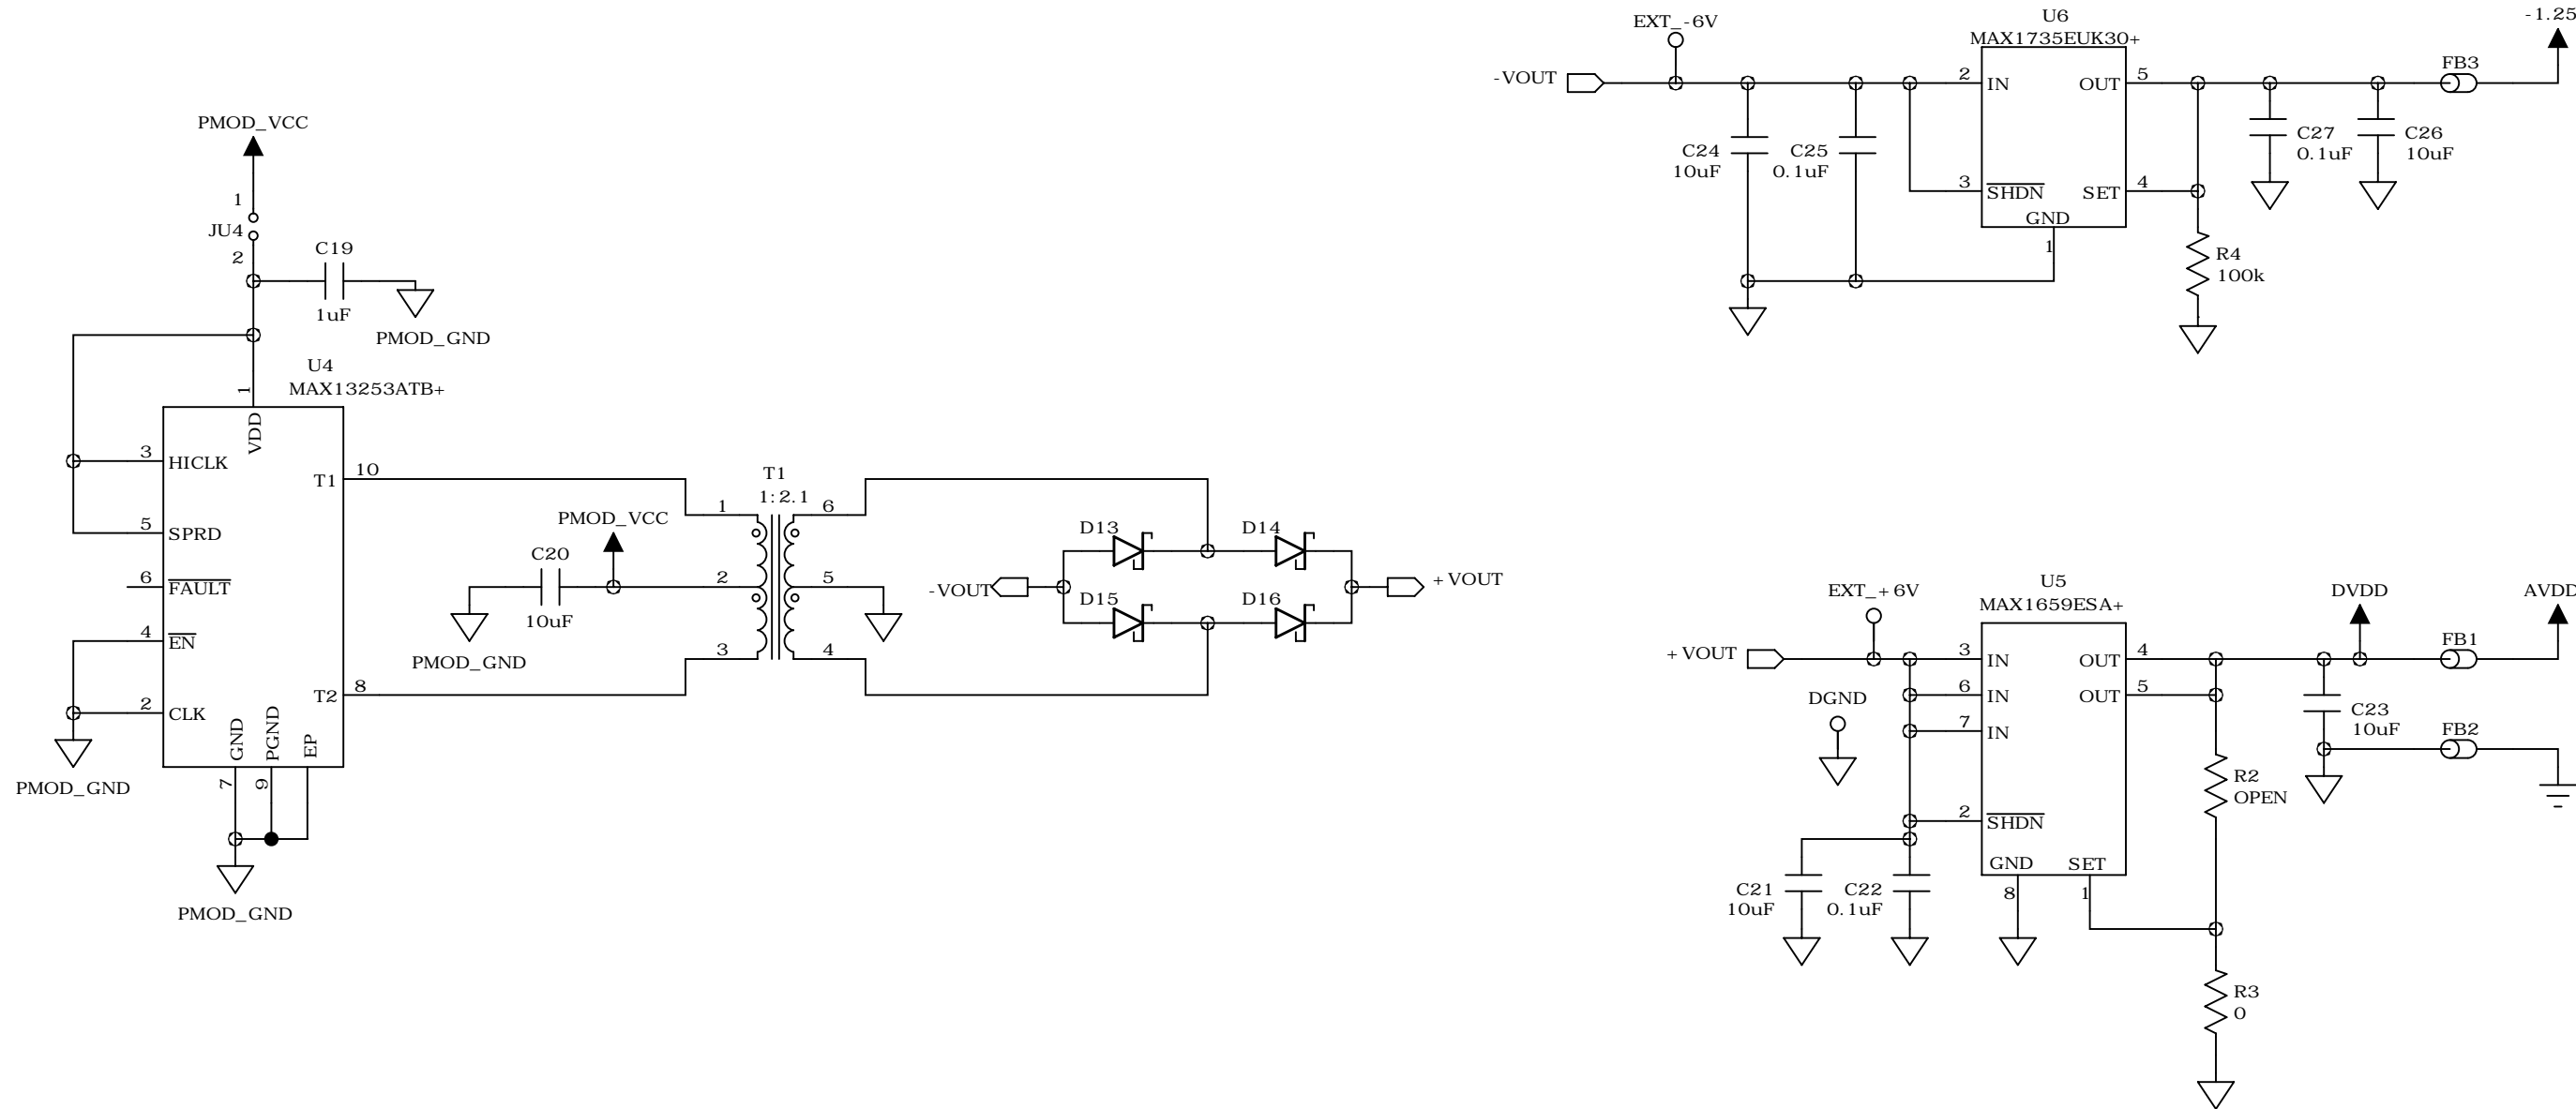 PMOD_VCC
1
JU4
2
C19
1uF
PMOD_GND
U4
MAX13253ATB+
1
VDD
3
HICLK
5
SPRD
6
FAULT
4
EN
2
CLK
PMOD_GND
T1
10
T2
8
GND
PGND
EP
7
9
PMOD_GND
PMOD_VCC
C20
10uF
PMOD_GND
T1
1:2.1
1
6
2
5
3
4
D13
D14
-VOUT
+VOUT
D15
D16
EXT_-6V
-VOUT
C24
10uF
C25
0.1uF
U6
MAX1735EUK30+
2
IN
OUT
5
3
SHDN
SET
4
GND
1
R4
100k
C27
0.1uF
C26
10uF
FB3
-1.25
EXT_+6V
+VOUT
DGND
U5
MAX1659ESA+
3
IN
OUT
4
6
IN
OUT
5
7
IN
2
SHDN
GND
SET
8
1
C21
10uF
C22
0.1uF
DVDD
AVDD
FB1
C23
10uF
FB2
R2
OPEN
R3
0